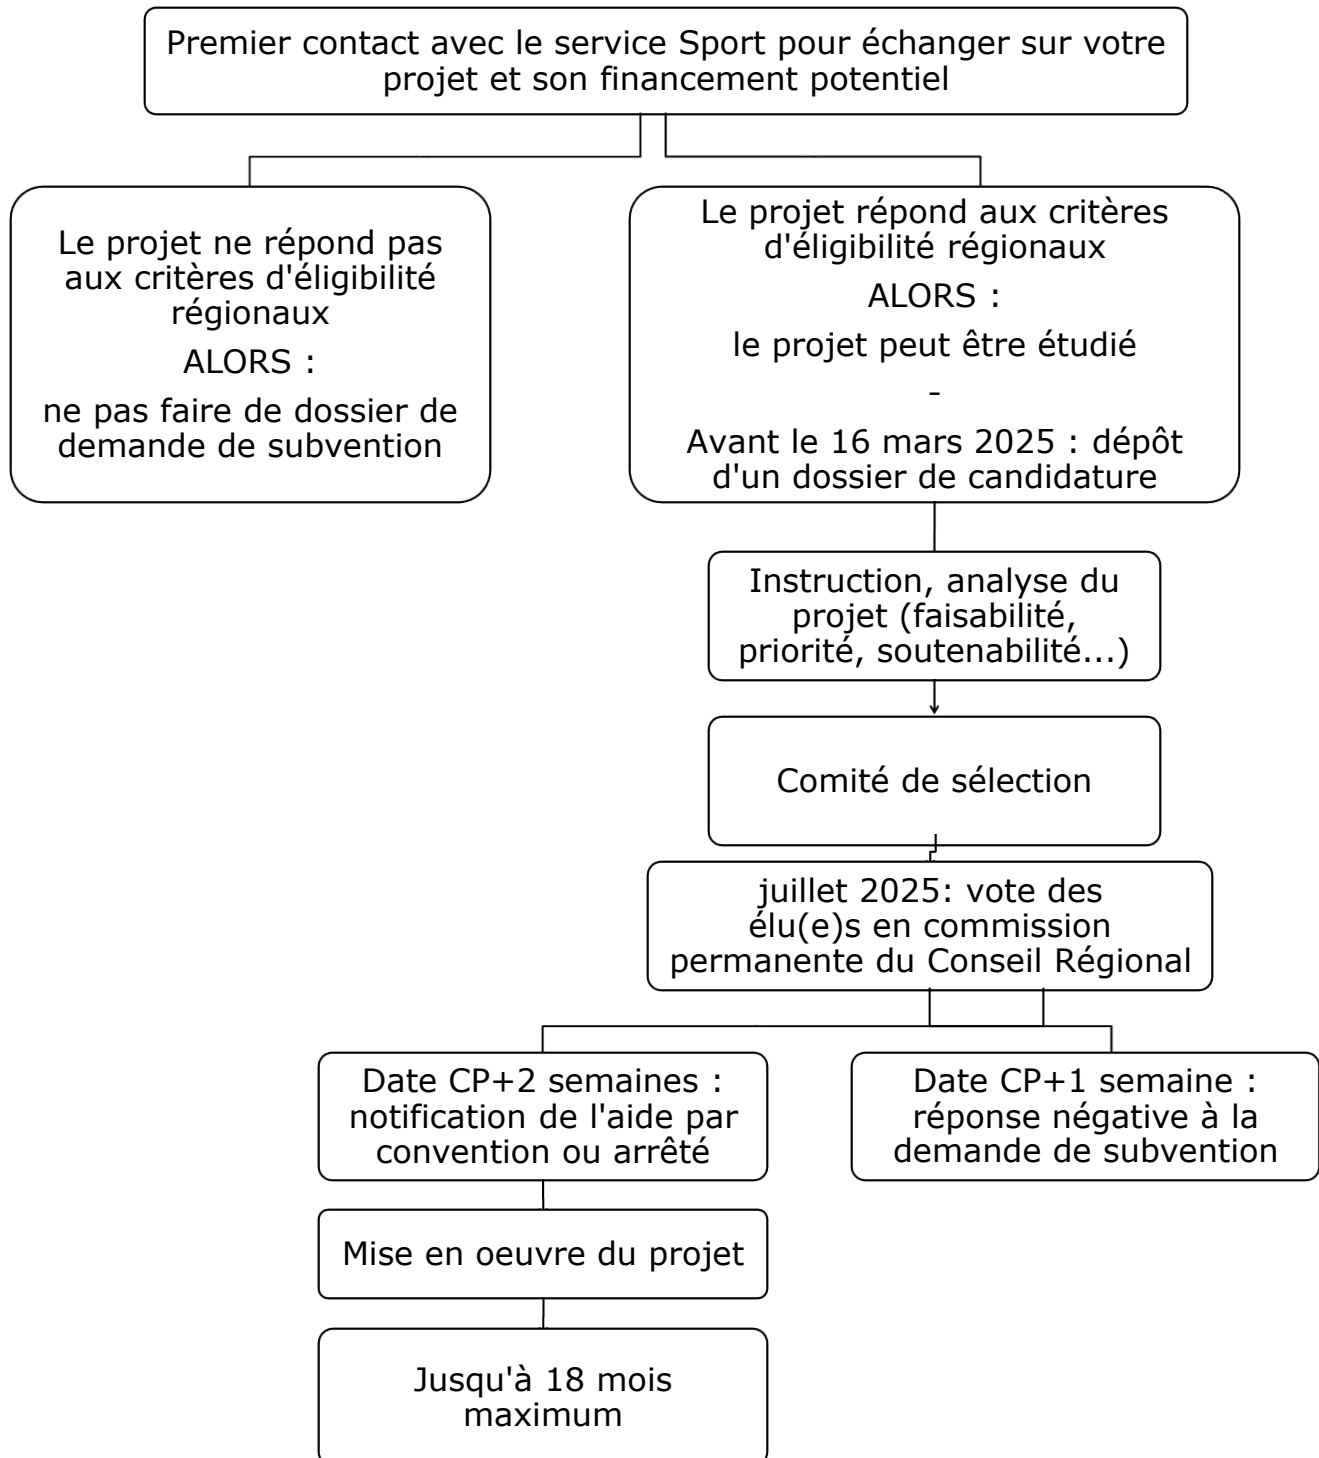 Premier contact avec le service Sport pour échanger sur votre
projet et son financement potentiel
Le projet ne répond pas
aux critères d'éligibilité
régionaux
ALORS :
ne pas faire de dossier de
demande de subvention
Le projet répond aux critères
d'éligibilité régionaux
ALORS :
le projet peut être étudié
-
Avant le 16 mars 2025 : dépôt
d'un dossier de candidature
Instruction, analyse du
projet (faisabilité,
priorité, soutenabilité...)
Comité de sélection
juillet 2025: vote des
élu(e)s en commission
permanente du Conseil Régional
Date CP+2 semaines :
notification de l'aide par
convention ou arrêté
Date CP+1 semaine :
réponse négative à la
demande de subvention
Mise en oeuvre du projet
Jusqu'à 18 mois
maximum